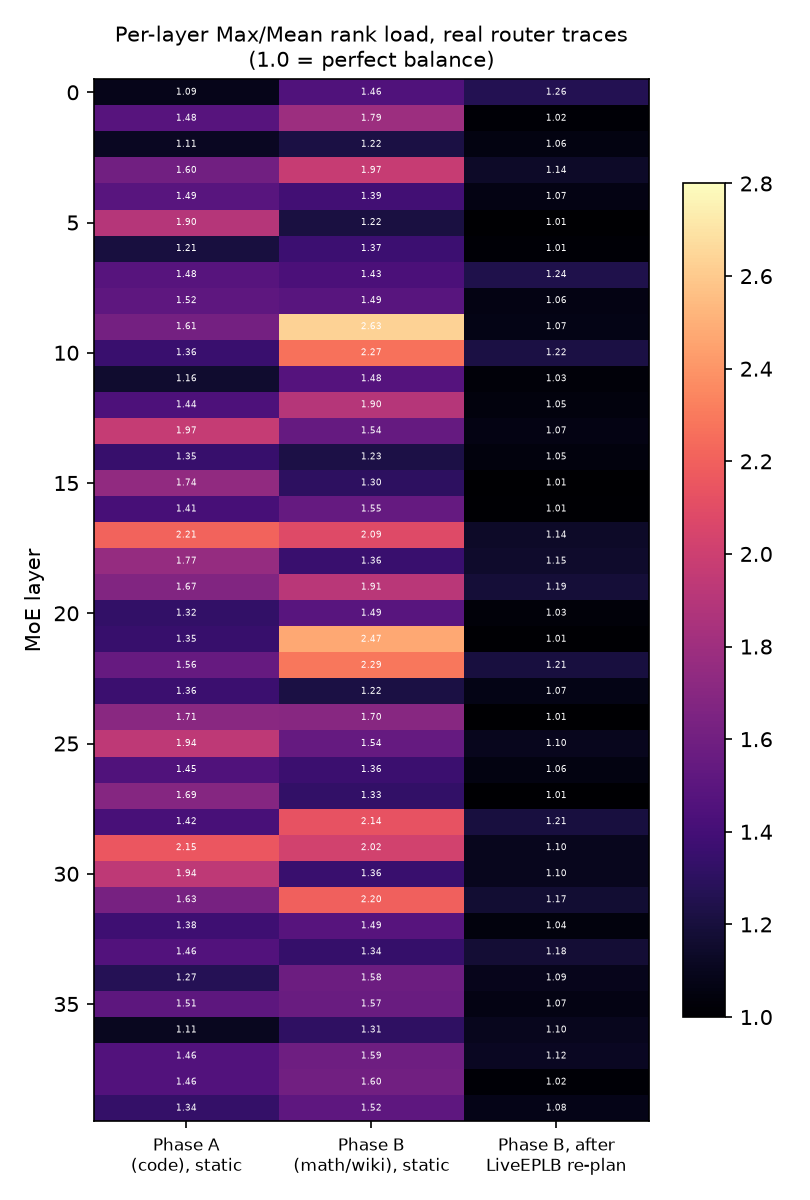 Per-layer Max/Mean rank load, real router traces
(1.0 = perfect balance)
0 1.09 1.46 1.26
1.48 1.79 1.02
1.11 1.22 1.06
1.60 1.97 1.14
1.49 1.39 1.07
5 1.90 1.22 1.01
1.21 1.37 1.01
1.48 1.43 1.24
1.52 1.49 1.06
1.61 2.63 1.07
10 1.36 2.27 1.22
1.16 1.48 1.03
1.44 1.90 1.05
1.97 1.54 1.07
1.35 1.23 1.05
15 1.74 1.30 1.01
1.41 1.55 1.01
2.21 2.09 1.14
1.77 1.36 1.15
1.67 1.91 1.19
20 1.32 1.49 1.03
1.35 2.47 1.01
1.56 2.29 1.21
1.36 1.22 1.07
1.71 1.70 1.01
25 1.94 1.54 1.10
1.45 1.36 1.06
1.69 1.33 1.01
1.42 2.14 1.21
2.15 2.02 1.10
30 1.94 1.36 1.10
1.63 2.20 1.17
1.38 1.49 1.04
1.46 1.34 1.18
1.27 1.58 1.09
35 1.51 1.57 1.07
1.11 1.31 1.10
1.46 1.59 1.12
1.46 1.60 1.02
1.34 1.52 1.08
MoE layer
Phase A
(code), static
Phase B
(math/wiki), static
Phase B, after
LiveEPLB re-plan
2.8
2.6
2.4
2.2
2.0
1.8
1.6
1.4
1.2
1.0